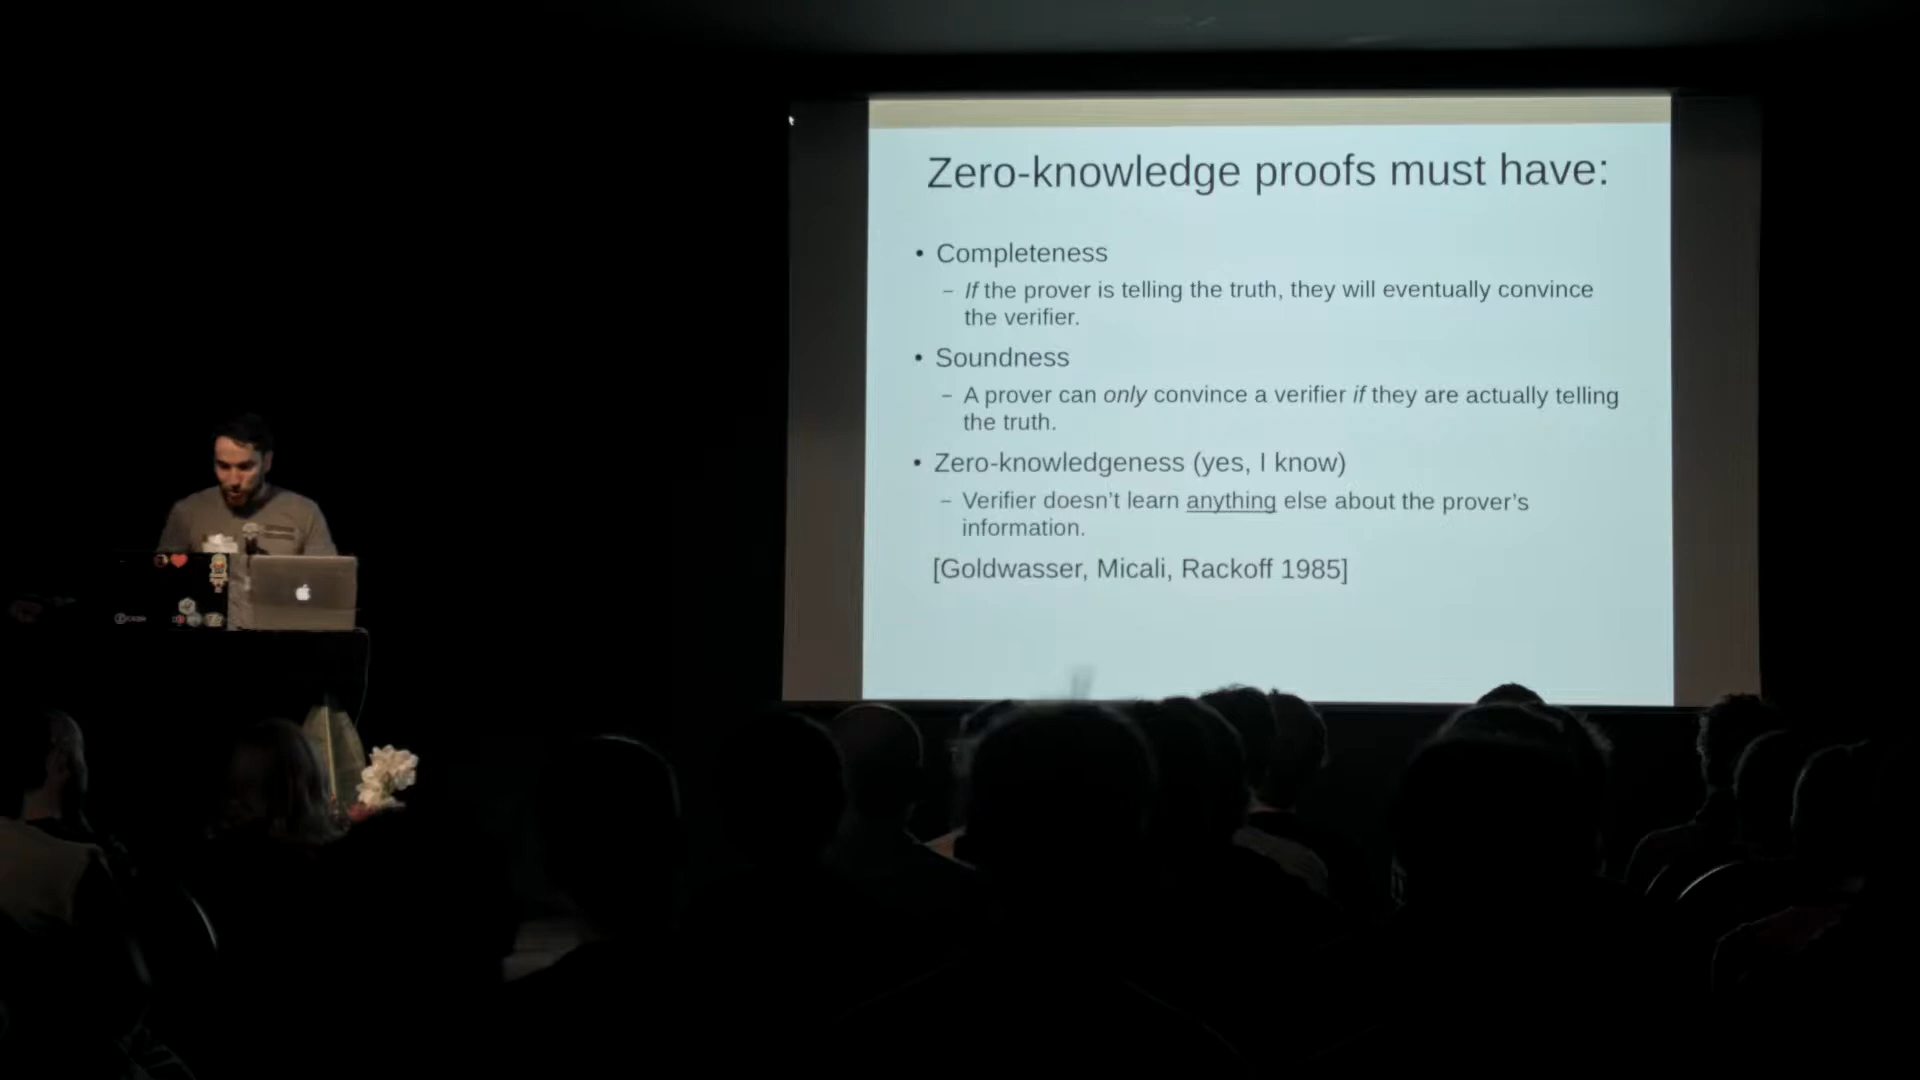 Zero-knowledge proofs must have:
• Completeness
– If the prover is telling the truth, they will eventually convince
the verifier.
• Soundness
– A prover can only convince a verifier if they are actually telling
the truth.
• Zero-knowledgeness (yes, I know)
– Verifier doesn't learn anything else about the prover's
information.
[Goldwasser, Micali, Rackoff 1985]